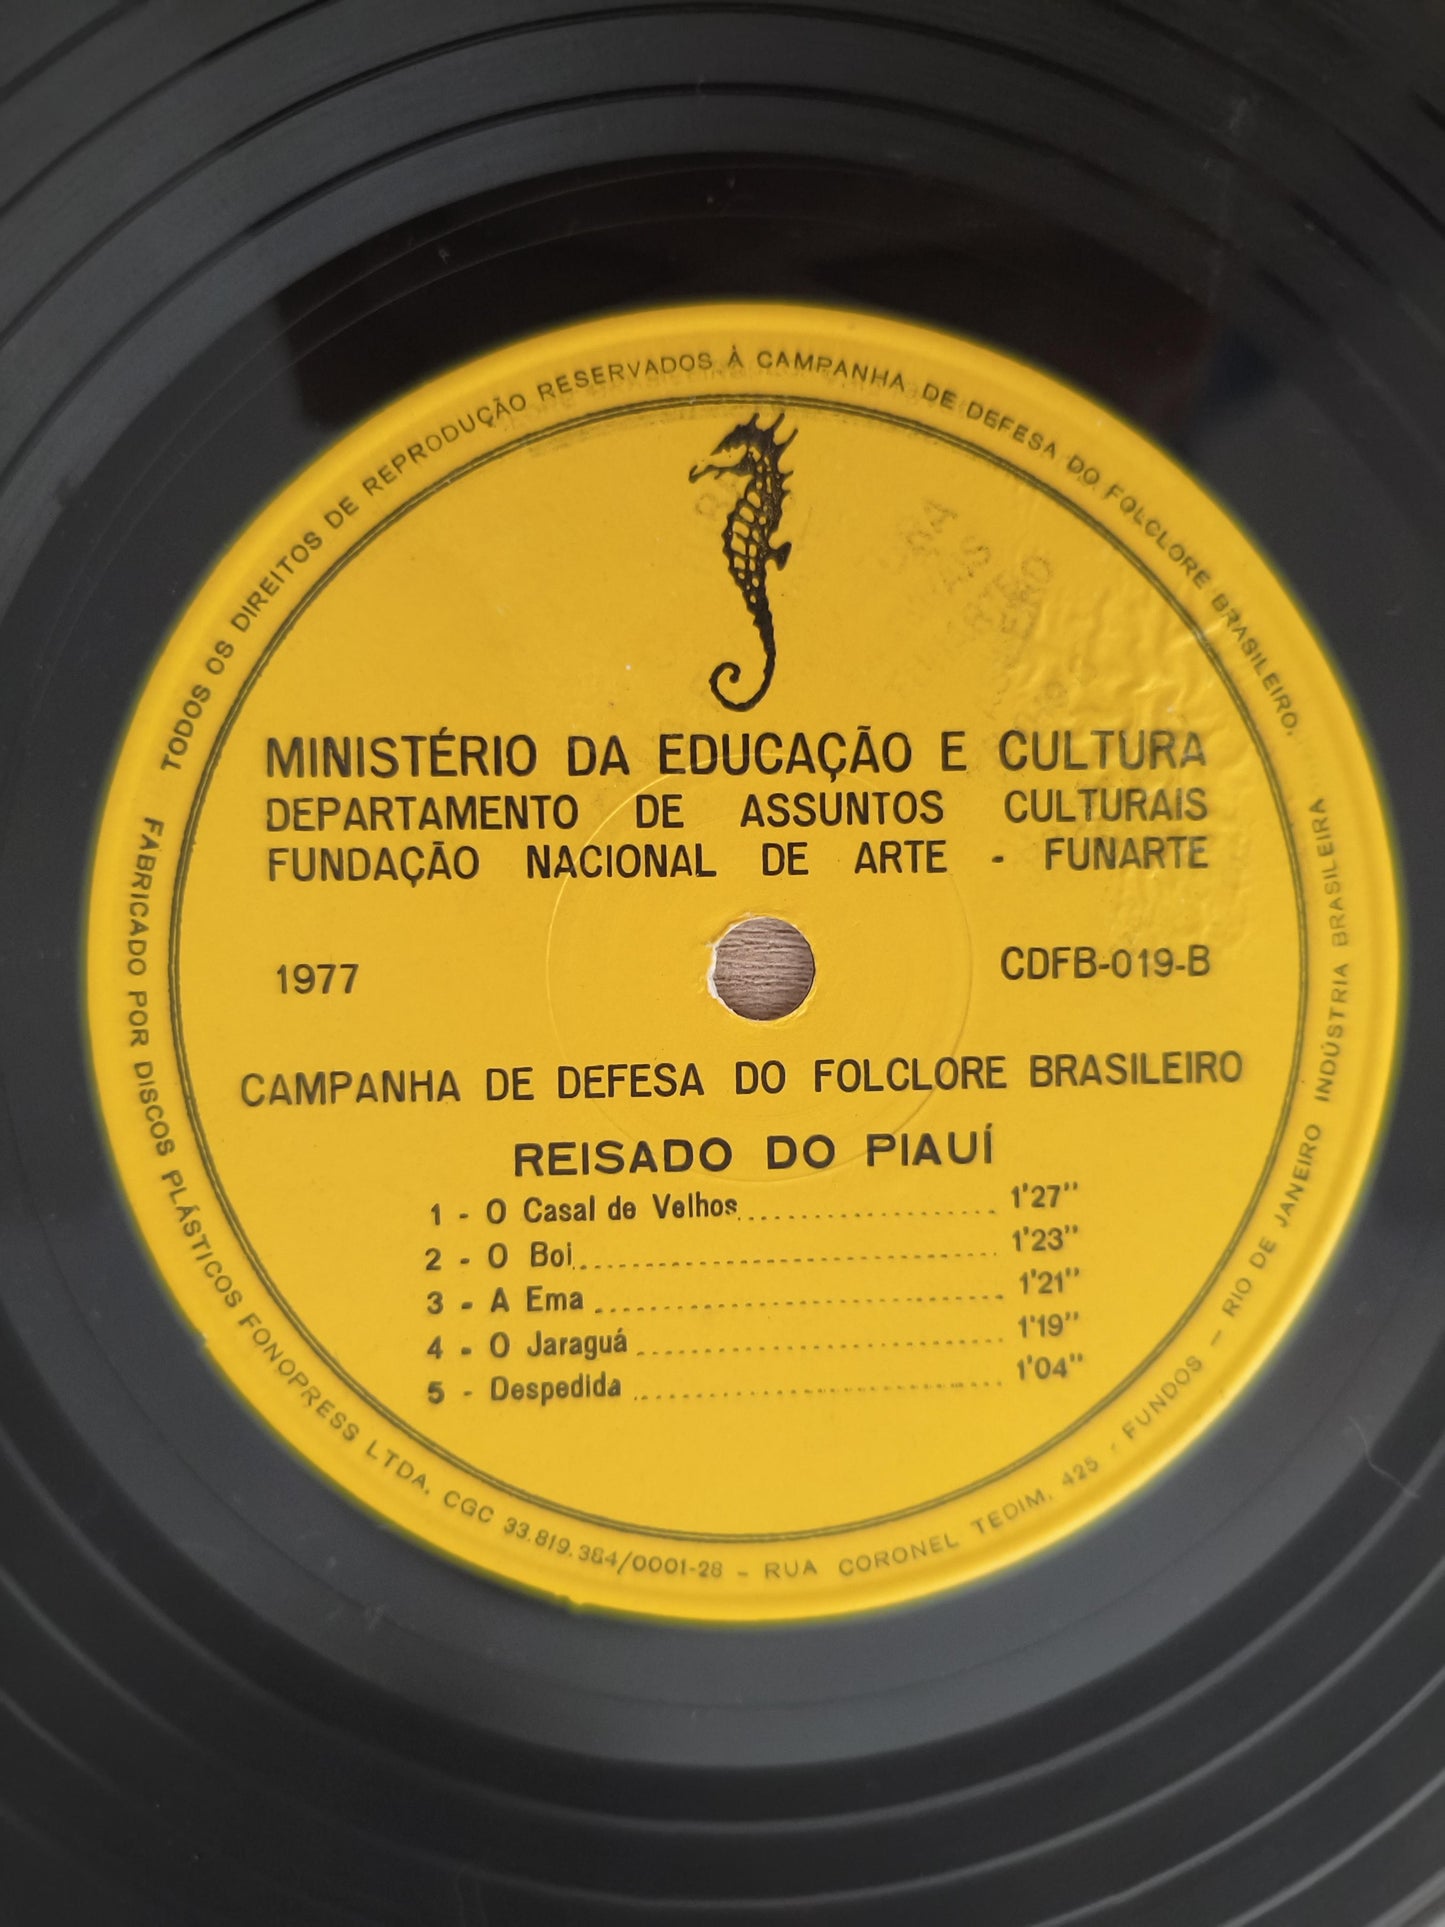 TODOS OS DIREITOS DE REPRODUÇÃO RESERVADOS À CAMPANHA DE DEFESA DO FOLCLORE BRASILEIRO.
MINISTÉRIO DA EDUCAÇÃO E CULTURA
DEPARTAMENTO DE ASSUNTOS CULTURAIS
FUNDAÇÃO NACIONAL DE ARTE - FUNARTE
1977 CDFB-019-B
CAMPANHA DE DEFESA DO FOLCLORE BRASILEIRO
REISADO DO PIAUÍ
1 - O Casal de Velhos.................... 1'27"
2 - O Boi.................... 1'23"
3 - A Ema.................... 1'21"
4 - O Jaraguá.................... 1'19"
5 - Despedida.................... 1'04"
FABRICADO POR DISCOS PLÁSTICOS FONOPRESS LTDA. CGC 33.819.384/0001-28 - RUA CORONEL TEDIM, 425 - FUNDOS - RIO DE JANEIRO INDÚSTRIA BRASILEIRA